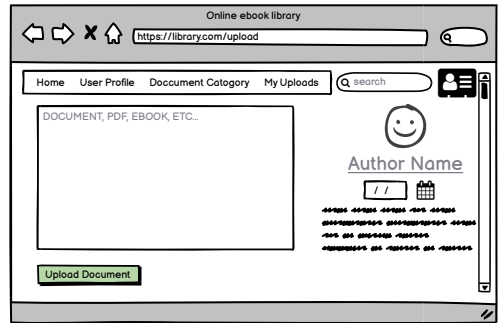 Online ebook library
https://library.com/upload
Home User Profile Doccument Catogory My Uploads search
DOCUMENT, PDF, EBOOK, ETC...
Author Name
/ /
Upload Document